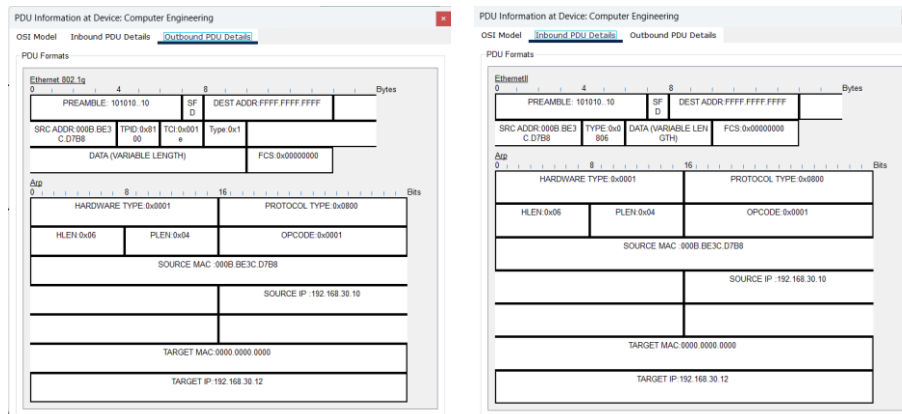 PDU Information at Device: Computer Engineering
OSI Model Inbound PDU Details Outbound PDU Details
PDU Formats
Ethernet 802.1q
0 4 8 Bytes
PREAMBLE: 101010..10
SF
D
DEST ADDR:FFFF.FFFF.FFFF
SRC ADDR:000B.BE3
C.D7B8
TPID:0x81
00
TCI:0x001
e
Type:0x1
DATA (VARIABLE LENGTH)
FCS:0x00000000
Arp
0 8 16 Bits
HARDWARE TYPE:0x0001
PROTOCOL TYPE:0x0800
HLEN:0x06
PLEN:0x04
OPCODE:0x0001
SOURCE MAC :000B.BE3C.D7B8
SOURCE IP :192.168.30.10
TARGET MAC:0000.0000.0000
TARGET IP:192.168.30.12
PDU Information at Device: Computer Engineering
OSI Model Inbound PDU Details Outbound PDU Details
PDU Formats
EthernetII
0 4 8 Bytes
PREAMBLE: 101010..10
SF
D
DEST ADDR:FFFF.FFFF.FFFF
SRC ADDR:000B.BE3
C.D7B8
TYPE:0x0
806
DATA (VARIABLE LEN
GTH)
FCS:0x00000000
Arp
0 8 16 Bits
HARDWARE TYPE:0x0001
PROTOCOL TYPE:0x0800
HLEN:0x06
PLEN:0x04
OPCODE:0x0001
SOURCE MAC :000B.BE3C.D7B8
SOURCE IP :192.168.30.10
TARGET MAC:0000.0000.0000
TARGET IP:192.168.30.12